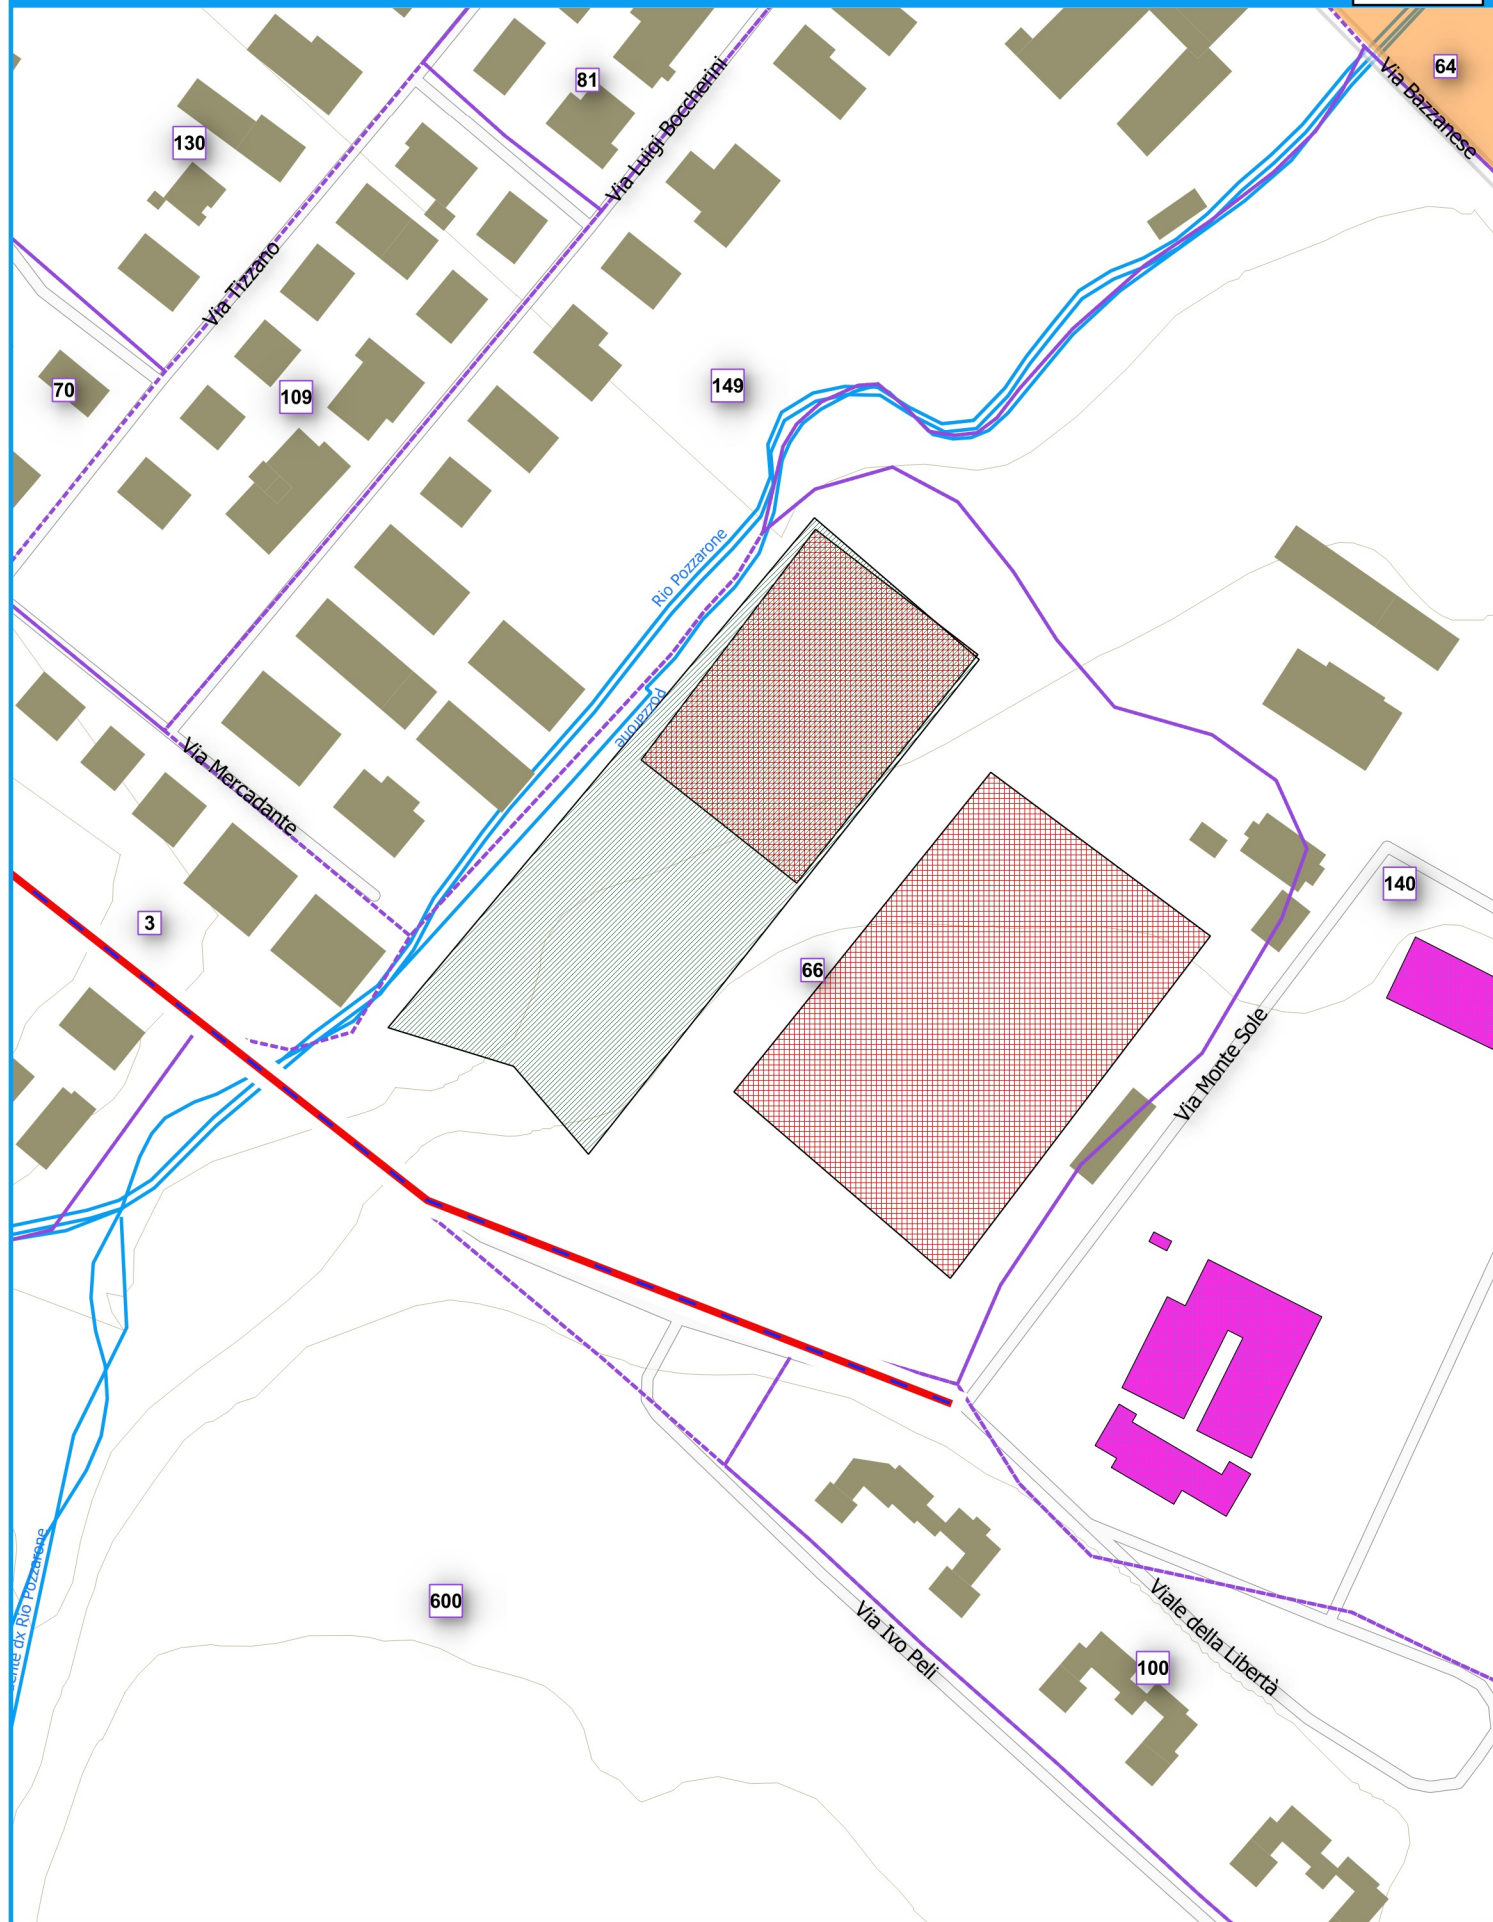 64
Via Bazzanese
81
Via Luigi Boccherini
130
Via Tizzano
149
70
109
Rio Pozzarone
Pozzarone
Via Mercadante
140
3
66
Via Monte Sole
dx Rio Pozzarone
600
Via Ivo Peli
Viale della Libertà
100